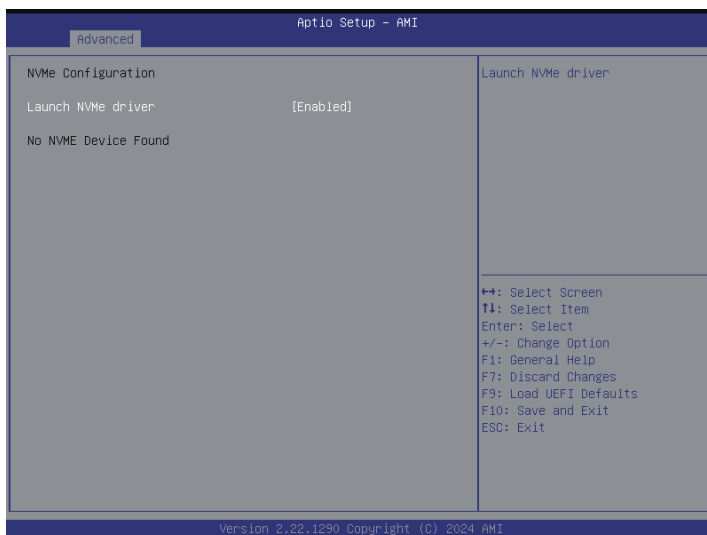 Aptio Setup – AMI
Advanced
NVMe Configuration
Launch NVMe driver [Enabled]
No NVME Device Found
Launch NVMe driver
↔: Select Screen
↑↓: Select Item
Enter: Select
+/-: Change Option
F1: General Help
F7: Discard Changes
F9: Load UEFI Defaults
F10: Save and Exit
ESC: Exit
Version 2.22.1290 Copyright (C) 2024 AMI